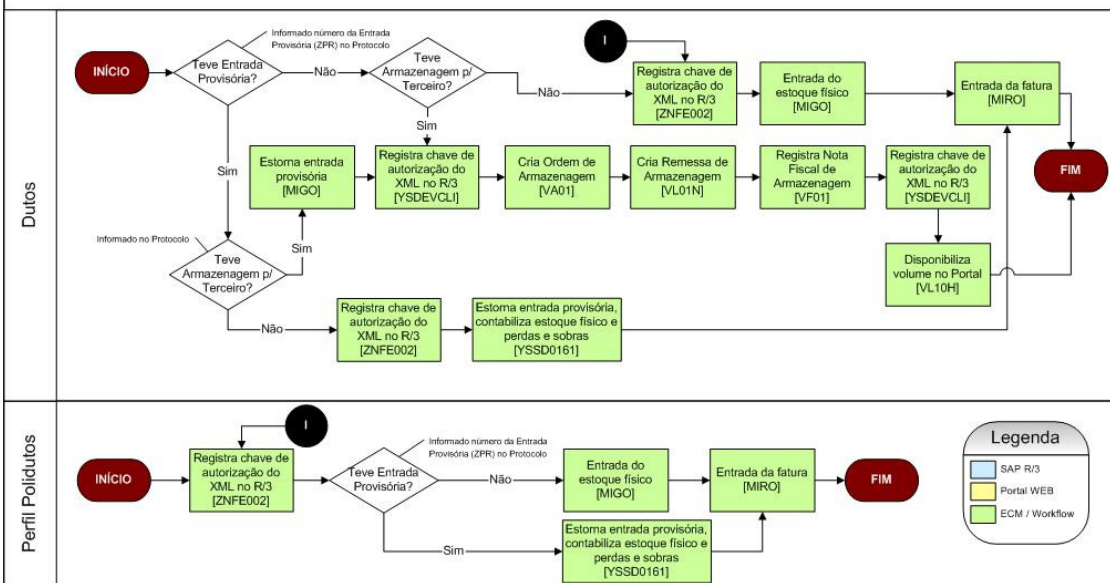 Dutos
INÍCIO
Teve Entrada
Provisória?
Informado número da Entrada
Provisória (ZPR) no Protocolo
Não
Teve
Armazenagem p/
Terceiro?
Não
I
Registra chave de
autorização do
XML no R/3
[ZNFE002]
Entrada do
estoque físico
[MIGO]
Entrada da fatura
[MIRO]
FIM
Sim
Sim
Estorna entrada
provisória
[MIGO]
Registra chave de
autorização do
XML no R/3
[YSDEVCLI]
Cria Ordem de
Armazenagem
[VA01]
Cria Remessa de
Armazenagem
[VL01N]
Registra Nota
Fiscal de
Armazenagem
[VF01]
Registra chave de
autorização do
XML no R/3
[YSDEVCLI]
Disponibiliza
volume no Portal
[VL10H]
Informado no Protocolo
Teve
Armazenagem p/
Terceiro?
Sim
Não
Registra chave de
autorização do
XML no R/3
[ZNFE002]
Estorna entrada provisória,
contabiliza estoque físico e
perdas e sobras
[YSSD0161]
Perfil Polidutos
INÍCIO
I
Registra chave de
autorização do
XML no R/3
[ZNFE002]
Teve Entrada
Provisória?
Informado número da Entrada
Provisória (ZPR) no Protocolo
Não
Entrada do
estoque físico
[MIGO]
Entrada da fatura
[MIRO]
FIM
Sim
Estorna entrada provisória,
contabiliza estoque físico e
perdas e sobras
[YSSD0161]
Legenda
SAP R/3
Portal WEB
ECM / Workflow